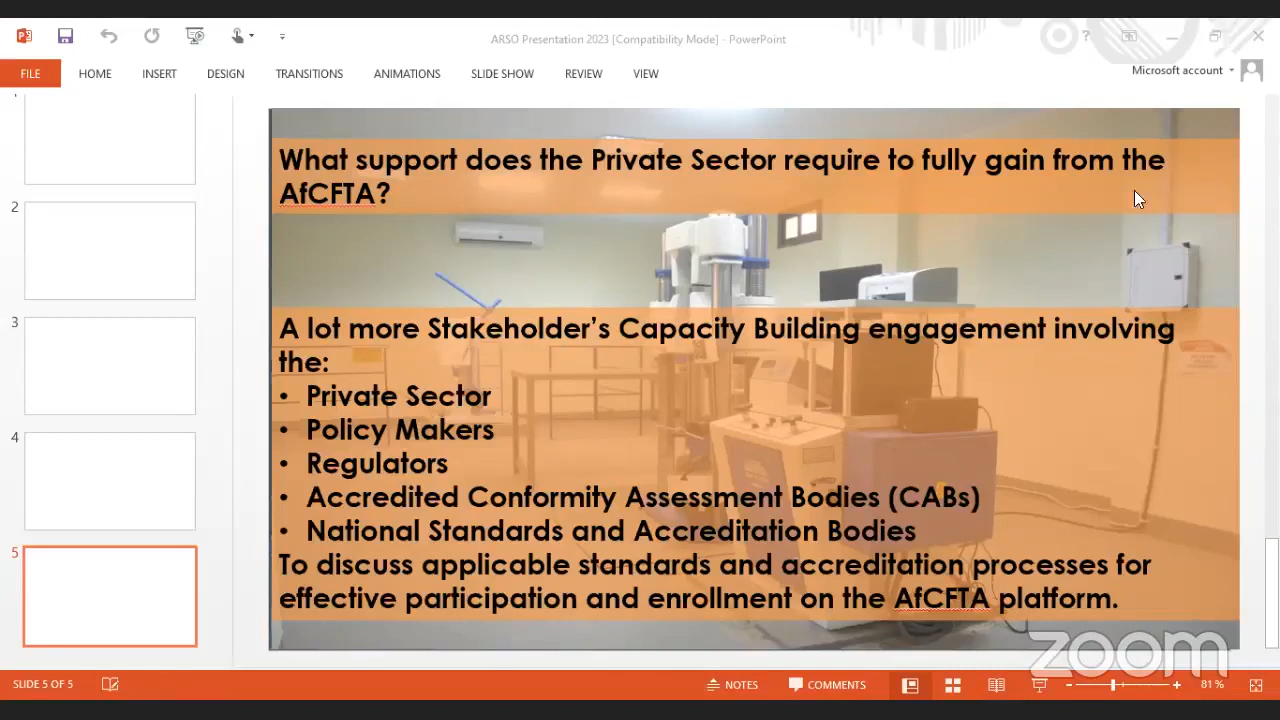 ARSO Presentation 2023 [Compatibility Mode] - PowerPoint
?
FILE HOME INSERT DESIGN TRANSITIONS ANIMATIONS SLIDE SHOW REVIEW VIEW
Microsoft account
2
3
4
5
What support does the Private Sector require to fully gain from the
AfCFTA?
A lot more Stakeholder’s Capacity Building engagement involving
the:
• Private Sector
• Policy Makers
• Regulators
• Accredited Conformity Assessment Bodies (CABs)
• National Standards and Accreditation Bodies
To discuss applicable standards and accreditation processes for
effective participation and enrollment on the AfCFTA platform.
zoom
SLIDE 5 OF 5 NOTES COMMENTS 81%